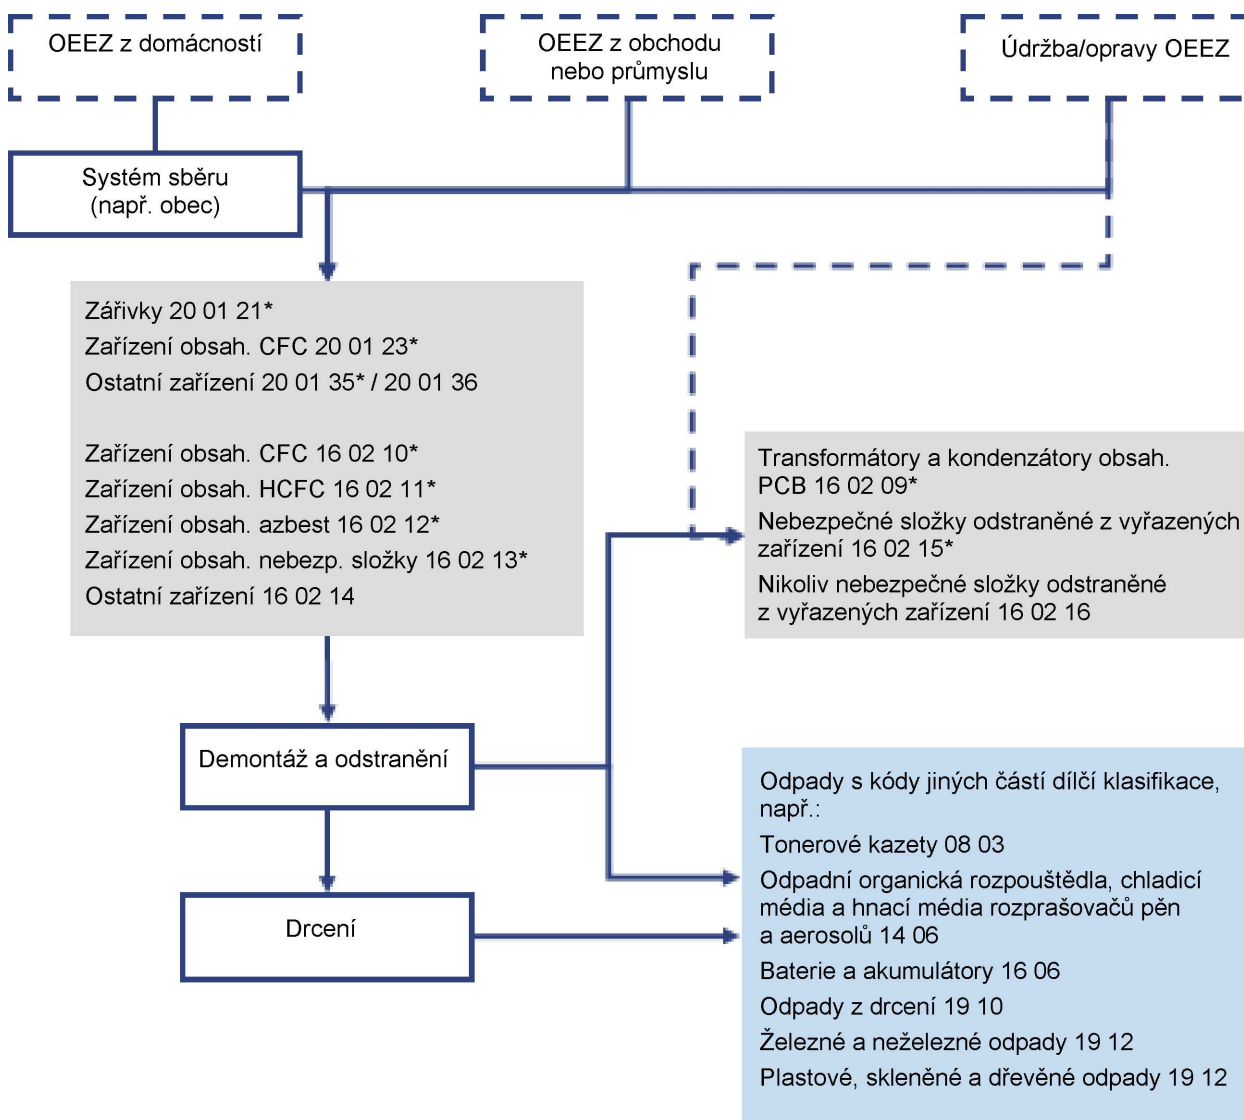 OEEZ z domácností
OEEZ z obchodu
nebo průmyslu
Údržba/opravy OEEZ
Systém sběru
(např. obec)
Zářivky 20 01 21*
Zařízení obsah. CFC 20 01 23*
Ostatní zařízení 20 01 35* / 20 01 36
Zařízení obsah. CFC 16 02 10*
Zařízení obsah. HCFC 16 02 11*
Zařízení obsah. azbest 16 02 12*
Zařízení obsah. nebezp. složky 16 02 13*
Ostatní zařízení 16 02 14
Transformátory a kondenzátory obsah.
PCB 16 02 09*
Nebezpečné složky odstraněné z vyřazených
zařízení 16 02 15*
Nikoliv nebezpečné složky odstraněné
z vyřazených zařízení 16 02 16
Demontáž a odstranění
Drcení
Odpady s kódy jiných částí dílčí klasifikace,
např.:
Tonerové kazety 08 03
Odpadní organická rozpouštědla, chladicí
média a hnací média rozprašovačů pěn
a aerosolů 14 06
Baterie a akumulátory 16 06
Odpady z drcení 19 10
Železné a neželezné odpady 19 12
Plastové, skleněné a dřevěné odpady 19 12